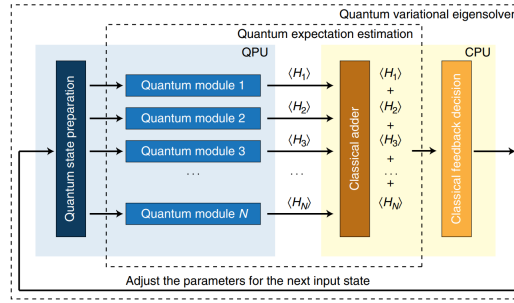 Quantum variational eigensolver
Quantum expectation estimation
QPU
CPU
Quantum state preparation
Quantum module 1
Quantum module 2
Quantum module 3
...
Quantum module N
⟨H₁⟩
⟨H₂⟩
⟨H₃⟩
...
⟨Hₙ⟩
Classical adder
⟨H₁⟩
+
⟨H₂⟩
+
⟨H₃⟩
+
...
+
⟨Hₙ⟩
Classical feedback decision
Adjust the parameters for the next input state